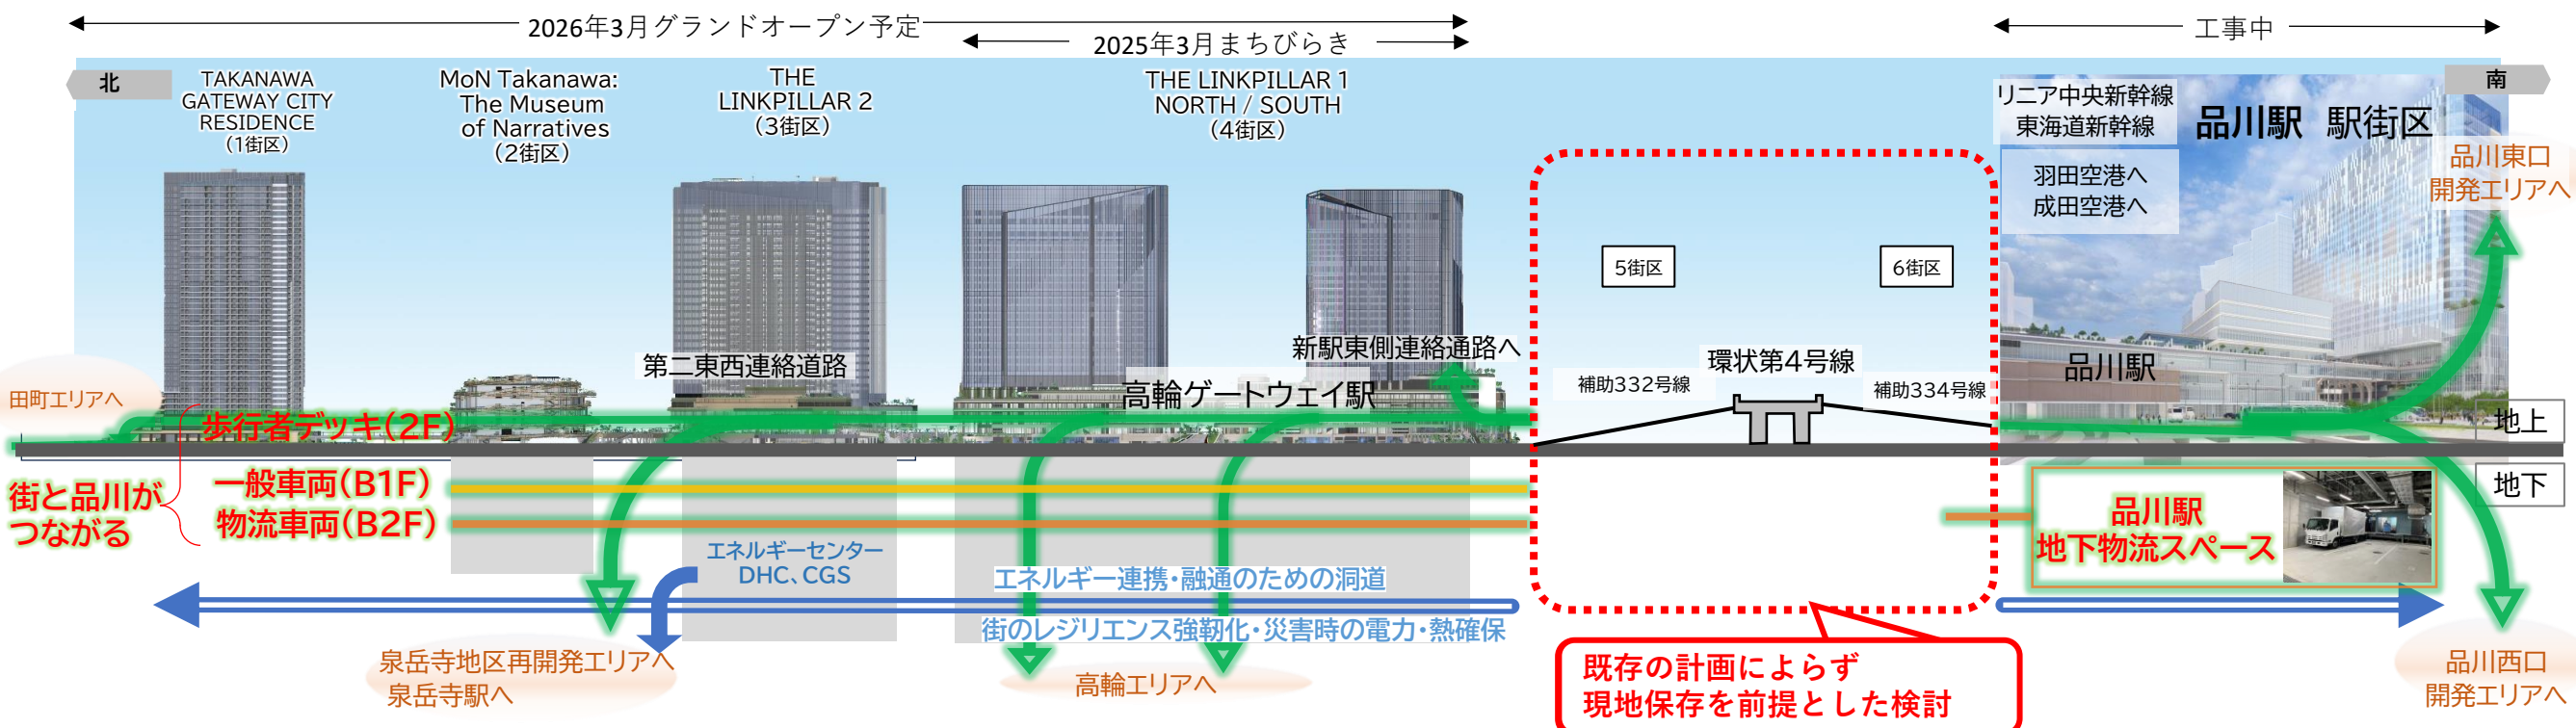 2026年3月グランドオープン予定
2025年3月まちびらき
工事中
北
TAKANAWA
GATEWAY CITY
RESIDENCE
(1街区)
MoN Takanawa:
The Museum
of Narratives
(2街区)
THE
LINKPILLAR 2
(3街区)
THE LINKPILLAR 1
NORTH / SOUTH
(4街区)
リニア中央新幹線
東海道新幹線
品川駅 駅街区
南
羽田空港へ
成田空港へ
品川東口
開発エリアへ
5街区
6街区
第二東西連絡道路
新駅東側連絡通路へ
高輪ゲートウェイ駅
環状第4号線
補助332号線
補助334号線
品川駅
田町エリアへ
歩行者デッキ(2F)
地上
地下
街と品川が
つながる
一般車両(B1F)
物流車両(B2F)
品川駅
地下物流スペース
エネルギーセンター
DHC、CGS
エネルギー連携・融通のための洞道
街のレジリエンス強靭化・災害時の電力・熱確保
泉岳寺地区再開発エリアへ
泉岳寺駅へ
高輪エリアへ
既存の計画によらず
現地保存を前提とした検討
品川西口
開発エリアへ